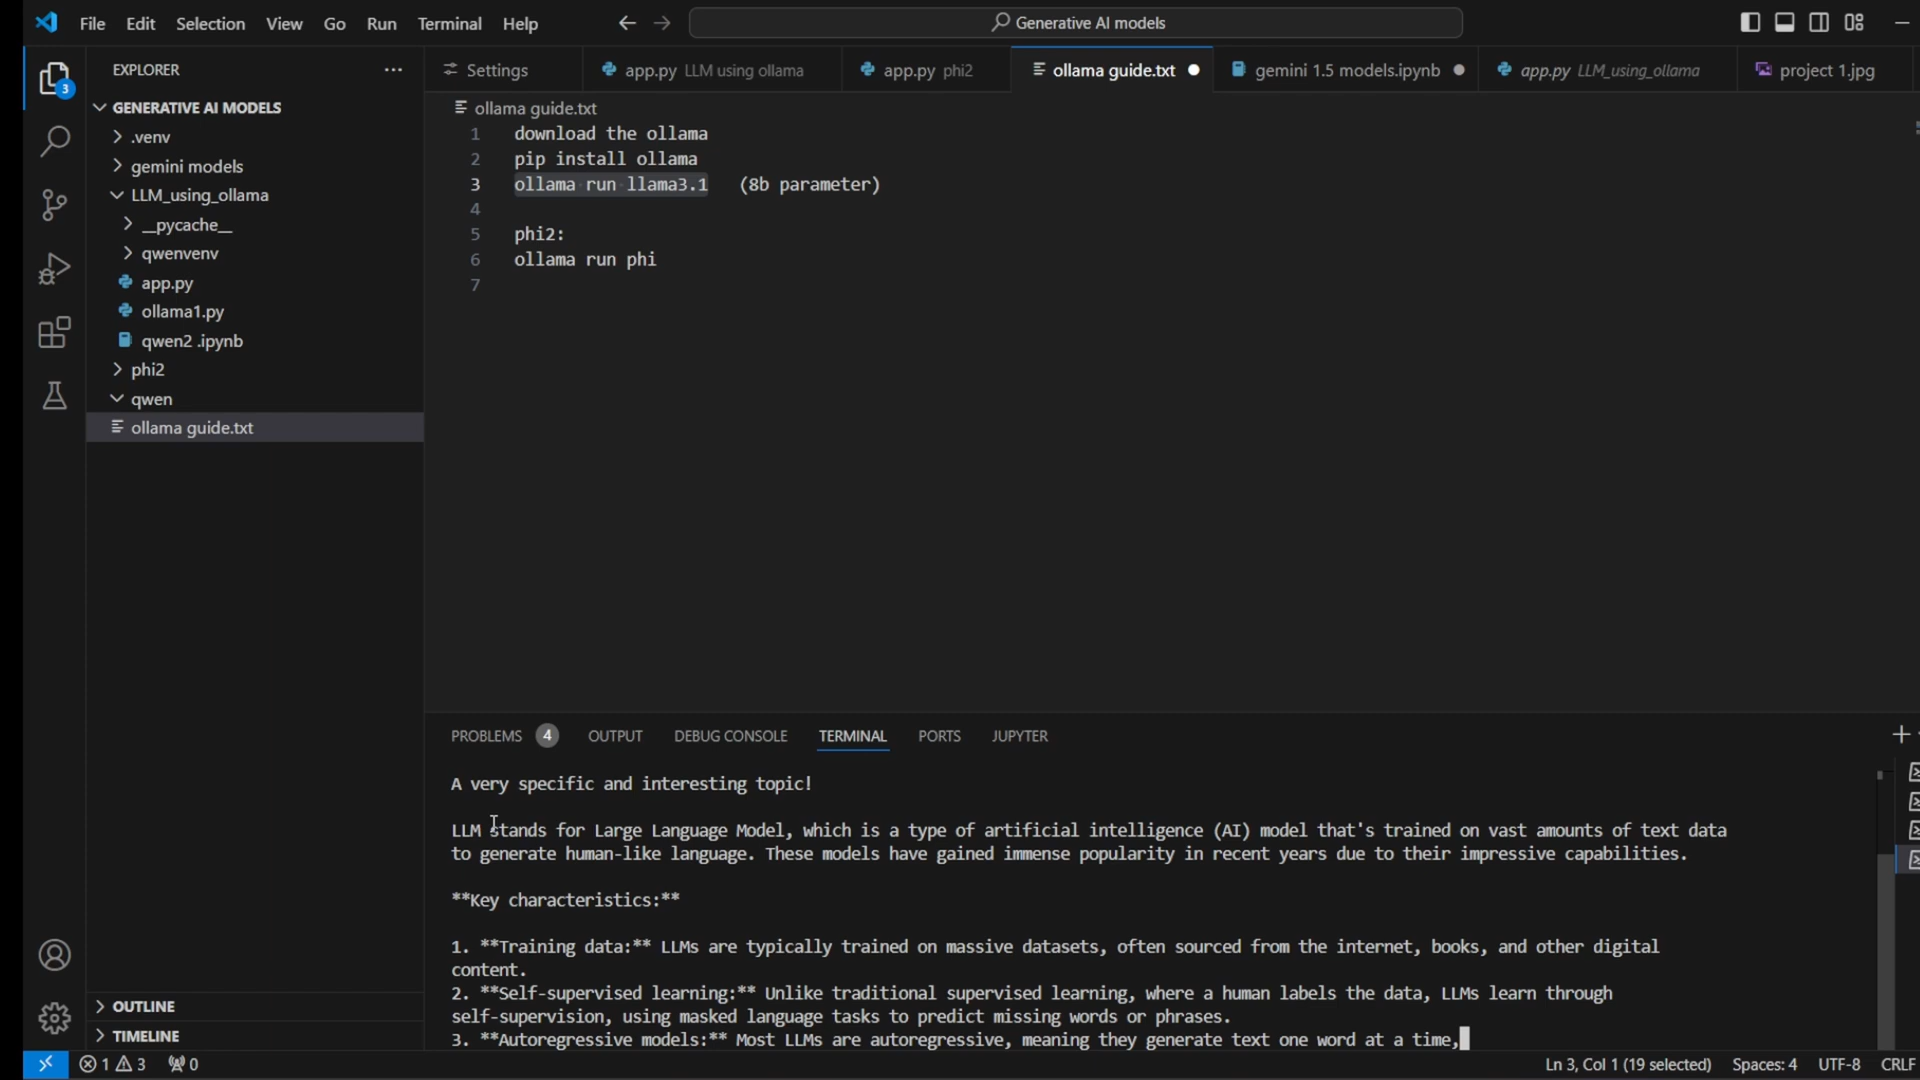 File Edit Selection View Go Run Terminal Help
Generative AI models
EXPLORER
Settings
app.py LLM using ollama
app.py phi2
ollama guide.txt
gemini 1.5 models.ipynb
app.py LLM_using_ollama
project 1.jpg
3
GENERATIVE AI MODELS
.venv
gemini models
LLM_using_ollama
__pycache__
qwenvenv
app.py
ollama1.py
qwen2 .ipynb
phi2
qwen
ollama guide.txt
OUTLINE
TIMELINE
ollama guide.txt
1 download the ollama
2 pip install ollama
3 ollama run llama3.1 (8b parameter)
4
5 phi2:
6 ollama run phi
7
PROBLEMS 4 OUTPUT DEBUG CONSOLE TERMINAL PORTS JUPYTER
A very specific and interesting topic!
LLM stands for Large Language Model, which is a type of artificial intelligence (AI) model that's trained on vast amounts of text data
to generate human-like language. These models have gained immense popularity in recent years due to their impressive capabilities.
**Key characteristics:**
1. **Training data:** LLMs are typically trained on massive datasets, often sourced from the internet, books, and other digital
content.
2. **Self-supervised learning:** Unlike traditional supervised learning, where a human labels the data, LLMs learn through
self-supervision, using masked language tasks to predict missing words or phrases.
3. **Autoregressive models:** Most LLMs are autoregressive, meaning they generate text one word at a time,
1 3 0
Ln 3, Col 1 (19 selected) Spaces: 4 UTF-8 CRLF